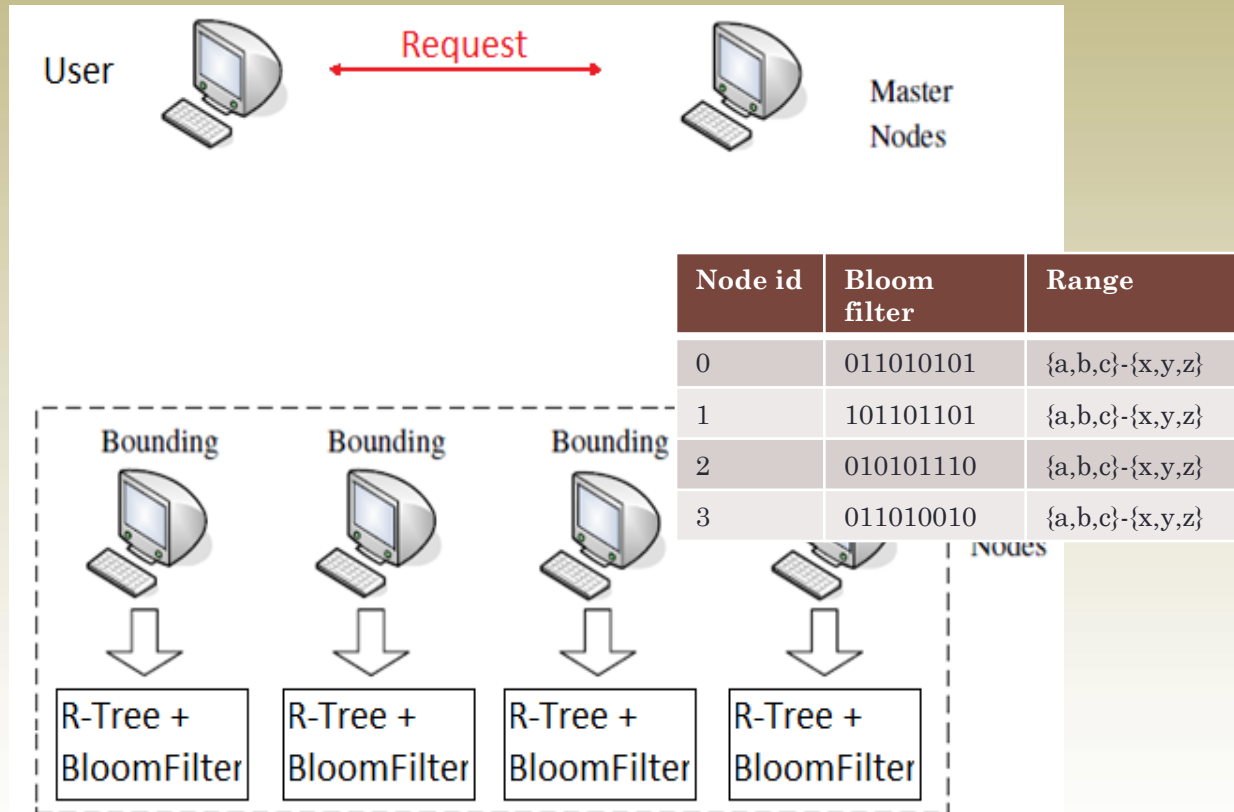 User
Request
Master
Nodes
Node id Bloom filter Range
0 011010101 {a,b,c}-{x,y,z}
1 101101101 {a,b,c}-{x,y,z}
2 010101110 {a,b,c}-{x,y,z}
3 011010010 {a,b,c}-{x,y,z}
Bounding Bounding Bounding
Nodes
R-Tree + R-Tree + R-Tree + R-Tree +
BloomFilter BloomFilter BloomFilter BloomFilter